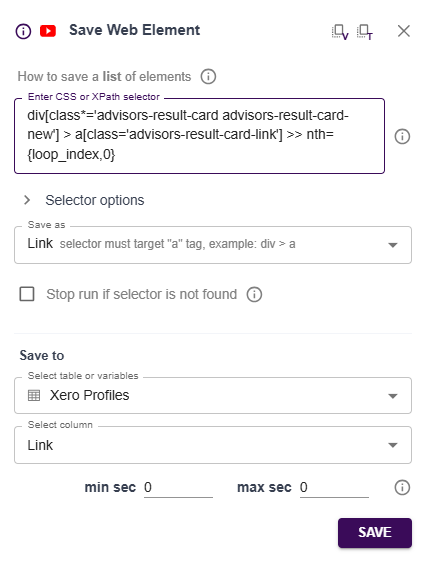 Save Web Element
V
T
How to save a list of elements
Enter CSS or XPath selector
div[class*='advisors-result-card advisors-result-card-
new'] > a[class='advisors-result-card-link'] >> nth=
{loop_index,0}
Selector options
Save as
Link selector must target "a" tag, example: div > a
Stop run if selector is not found
Save to
Select table or variables
Xero Profiles
Select column
Link
min sec 0 max sec 0
SAVE